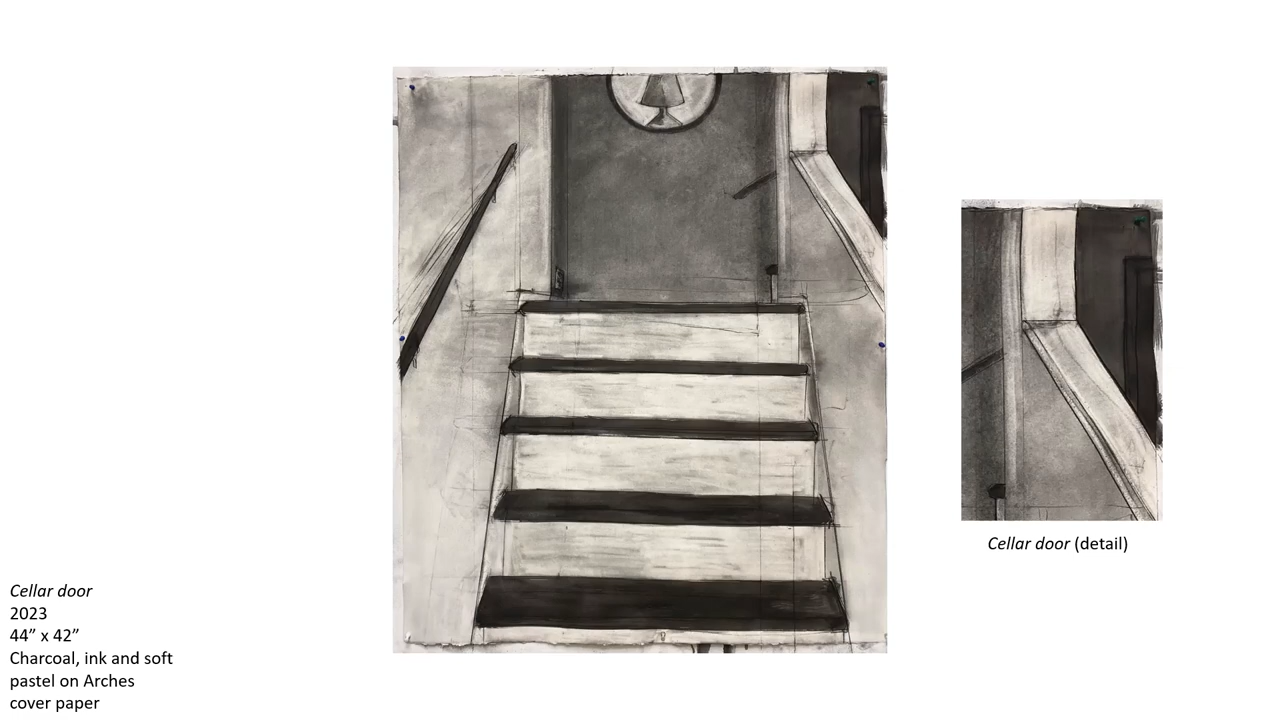 Cellar door (detail)
Cellar door
2023
44” x 42”
Charcoal, ink and soft
pastel on Arches
cover paper